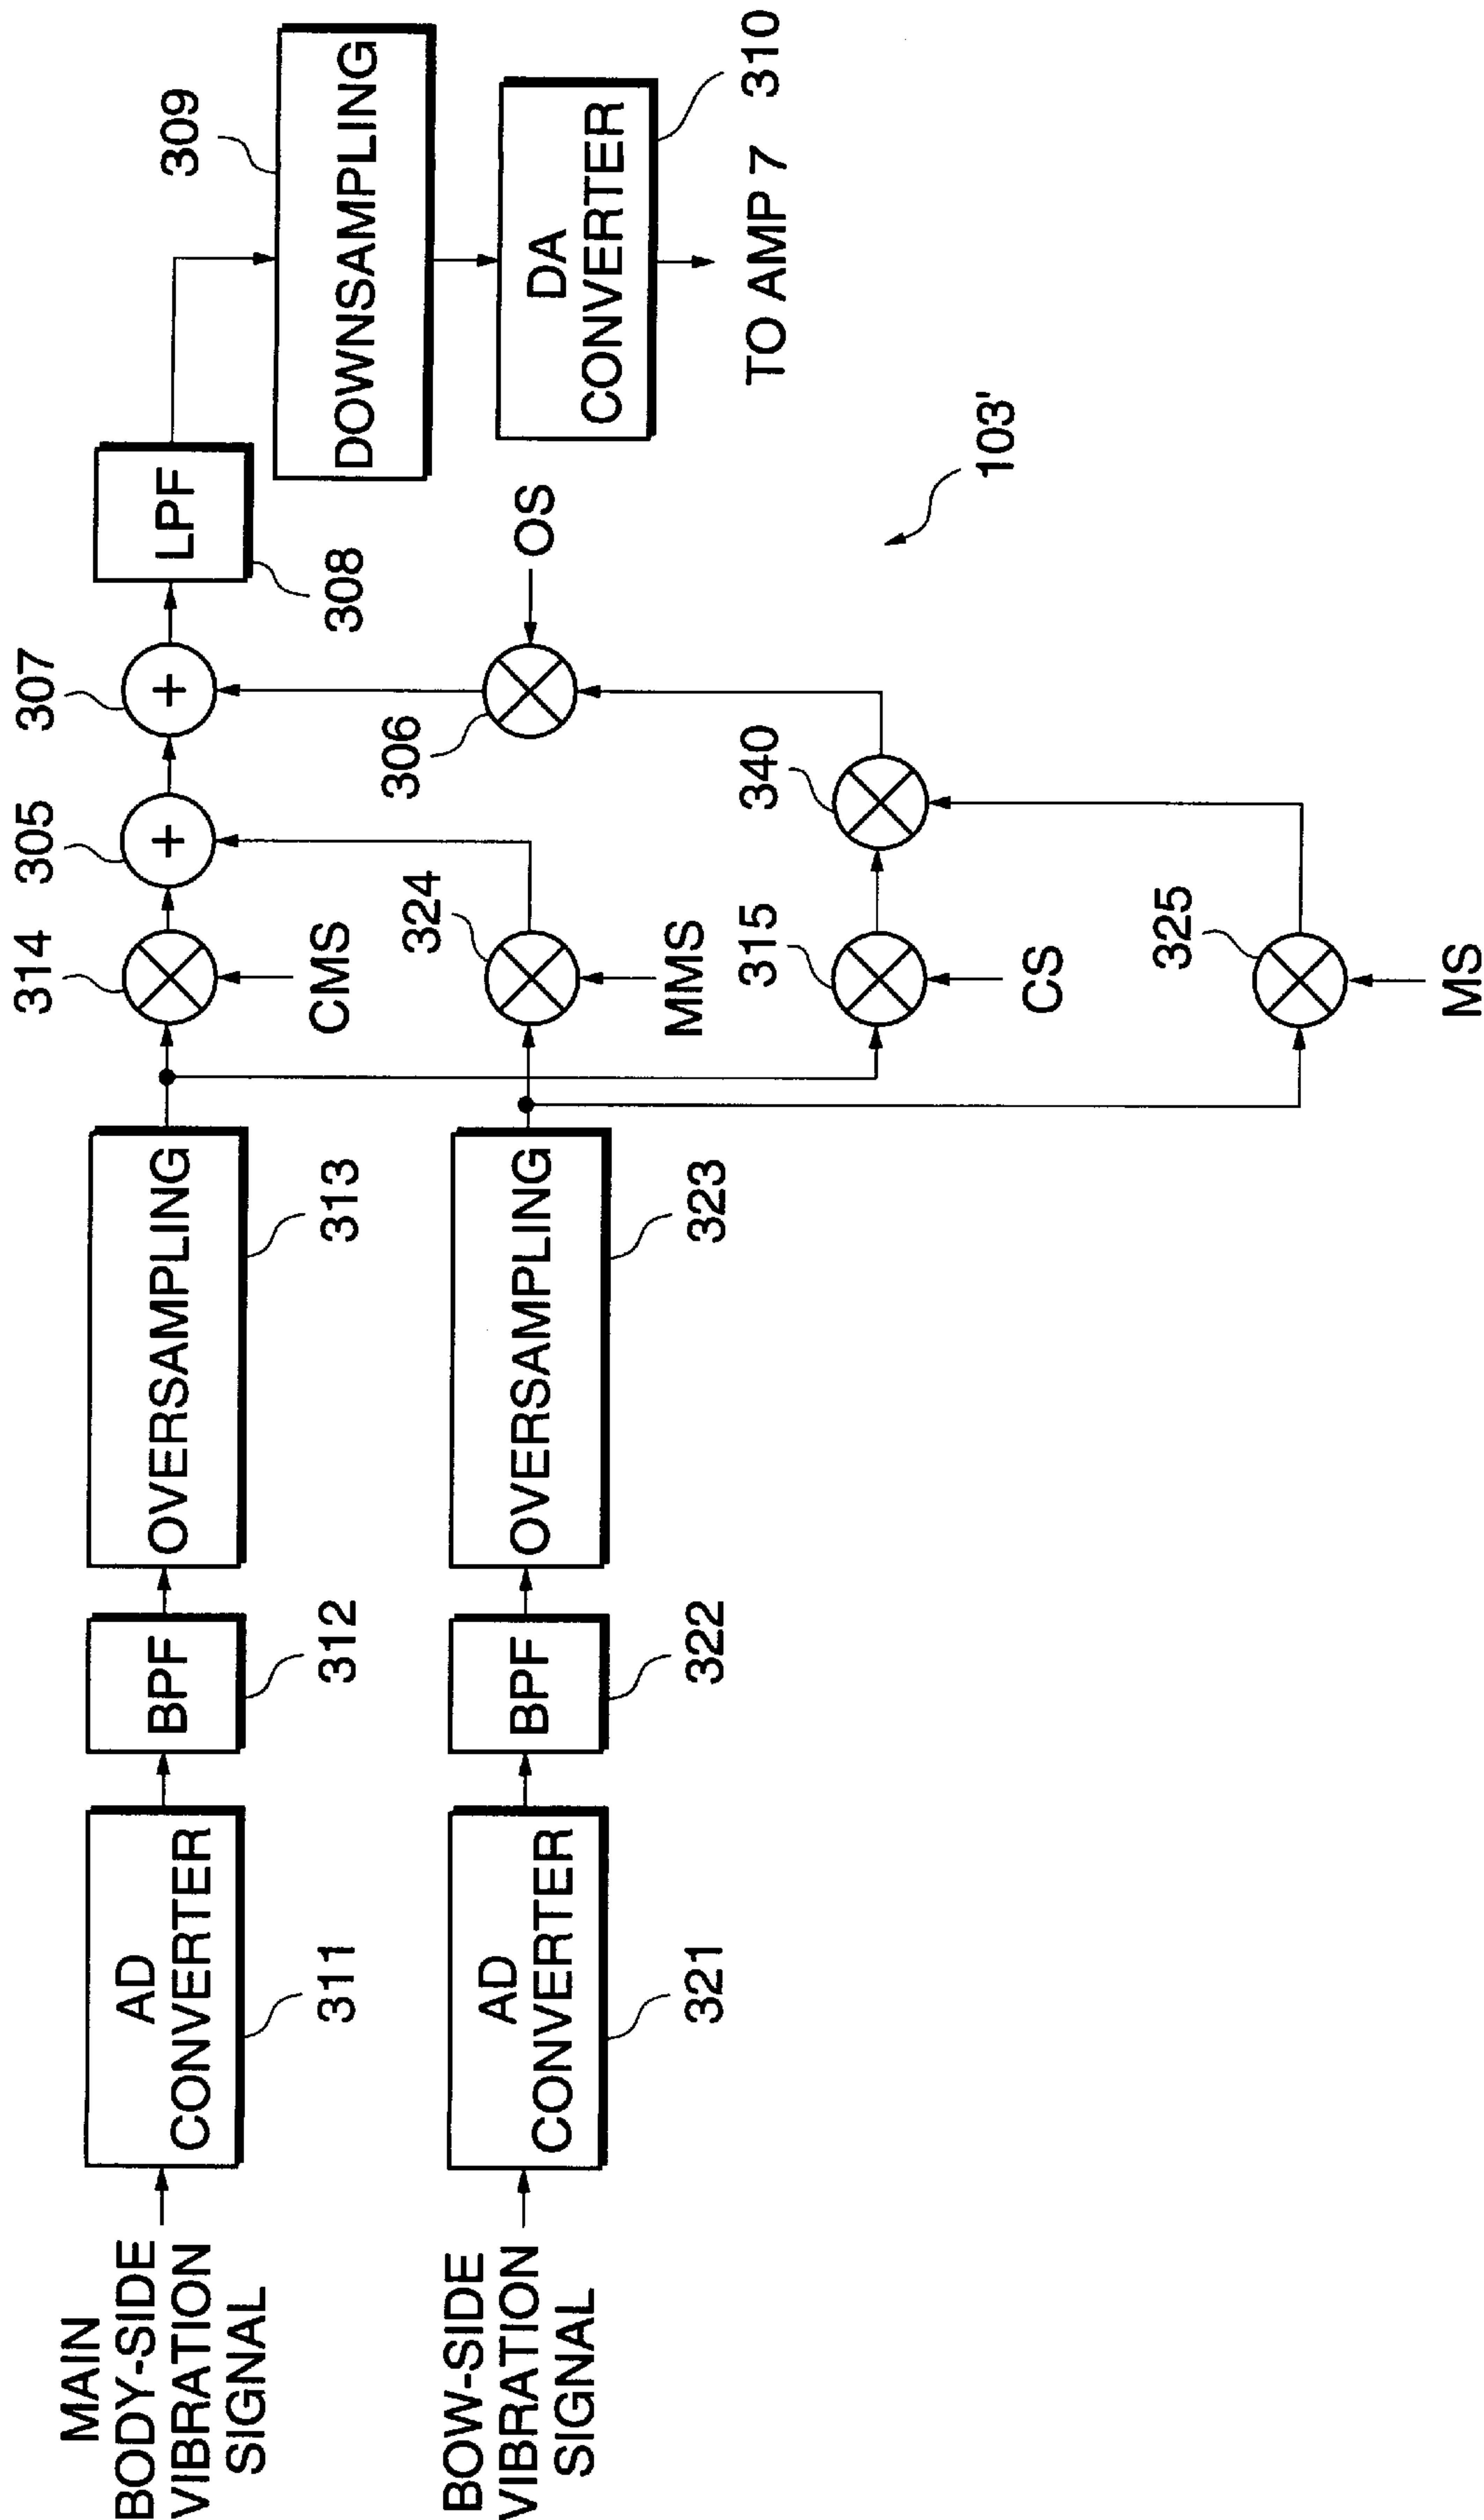 MAIN
BODY-SIDE
VIBRATION
SIGNAL
AD
CONVERTER
311
BPF
312
OVERSAMPLING
313
314
CMS
305
307
LPF
308
309
DOWNSAMPLING
DA
CONVERTER
310
TO AMP 7
BOW-SIDE
VIBRATION
SIGNAL
AD
CONVERTER
321
BPF
322
OVERSAMPLING
323
324
MMS
306
OS
315
CS
340
325
MS
103'